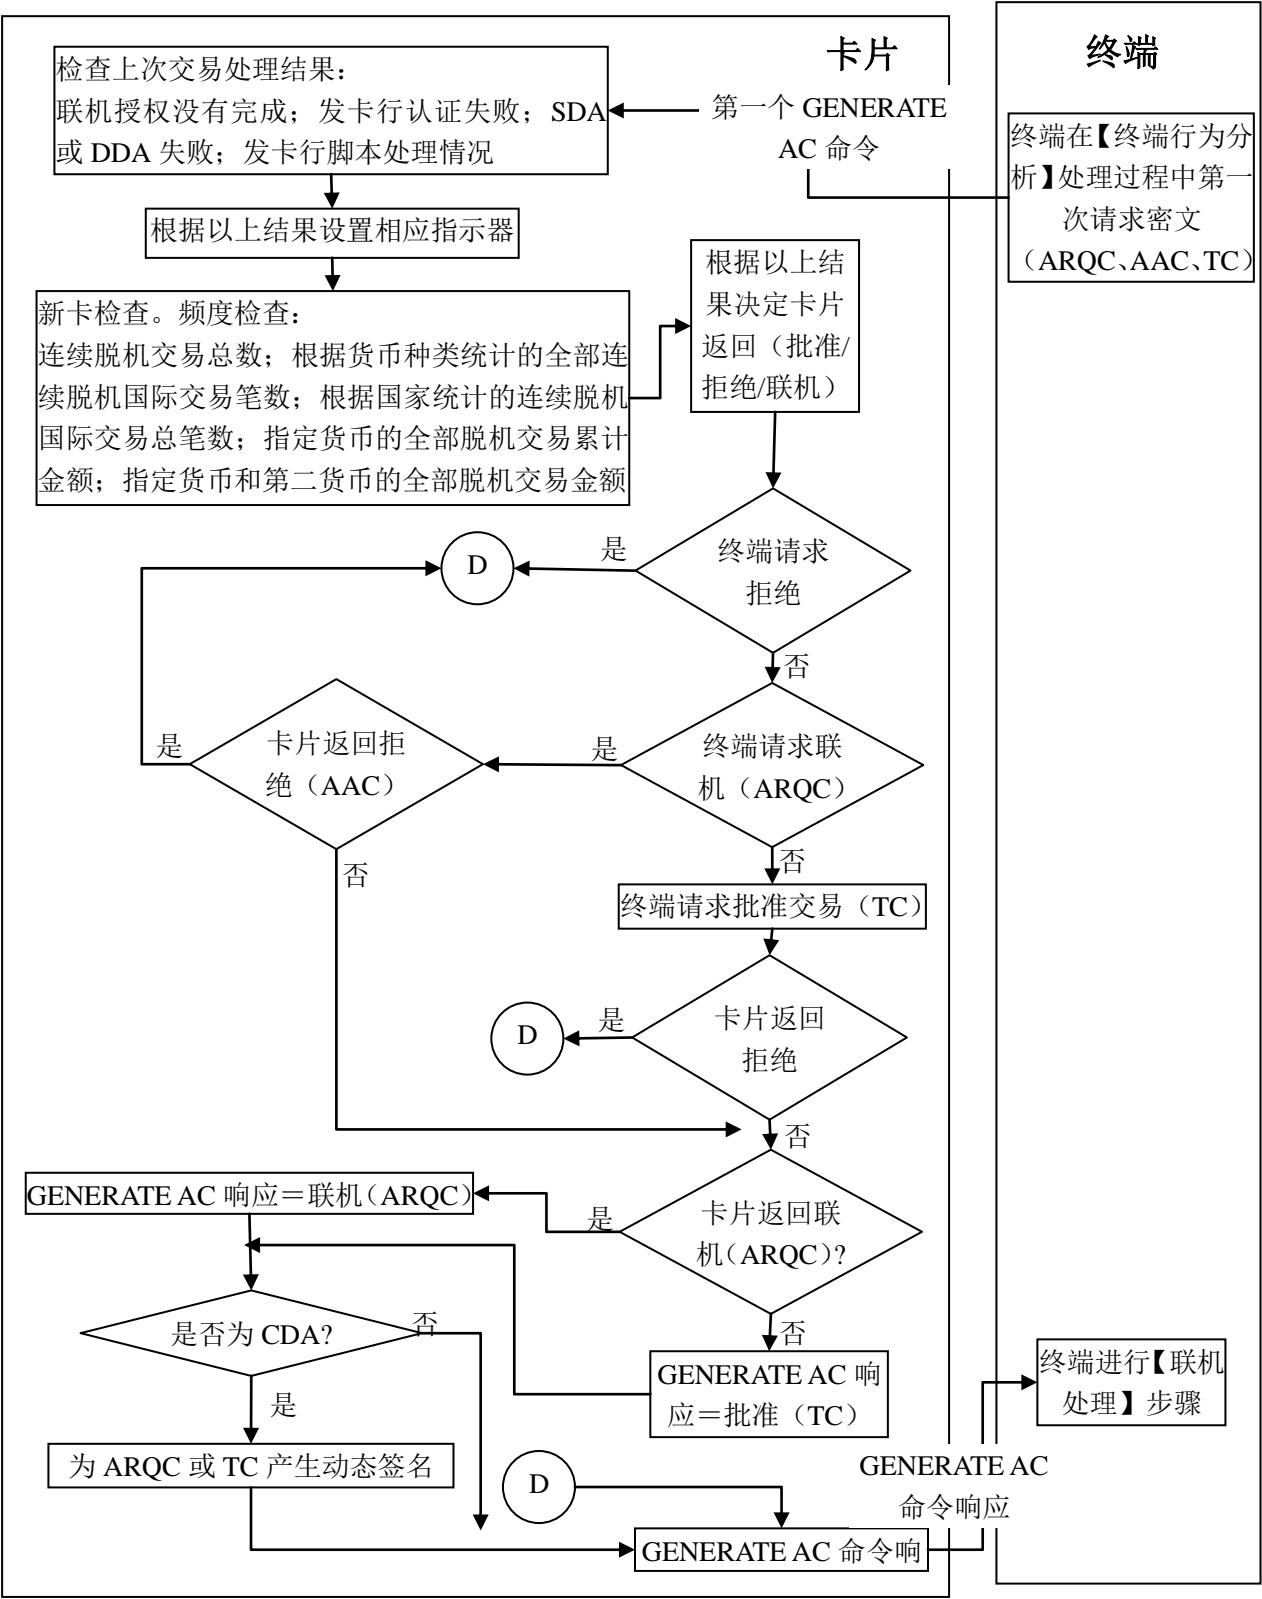 卡片
终端
检查上次交易处理结果：
联机授权没有完成；发卡行认证失败；SDA
或 DDA 失败；发卡行脚本处理情况
第一个 GENERATE
AC 命令
终端在【终端行为分
析】处理过程中第一
次请求密文
（ARQC、AAC、TC）
根据以上结果设置相应指示器
新卡检查。频度检查：
连续脱机交易总数；根据货币种类统计的全部连
续脱机国际交易笔数；根据国家统计的连续脱机
国际交易总笔数；指定货币的全部脱机交易累计
金额；指定货币和第二货币的全部脱机交易金额
根据以上结
果决定卡片
返回（批准/
拒绝/联机）
终端请求
拒绝
是
D
否
终端请求联
机（ARQC）
是
卡片返回拒
绝（AAC）
是
否
否
终端请求批准交易（TC）
卡片返回
拒绝
是
D
否
卡片返回联
机（ARQC）?
是
GENERATE AC 响应＝联机（ARQC）
否
GENERATE AC 响
应＝批准（TC）
是否为 CDA?
否
是
为 ARQC 或 TC 产生动态签名
D
GENERATE AC 命令响
GENERATE AC
命令响应
终端进行【联机
处理】步骤